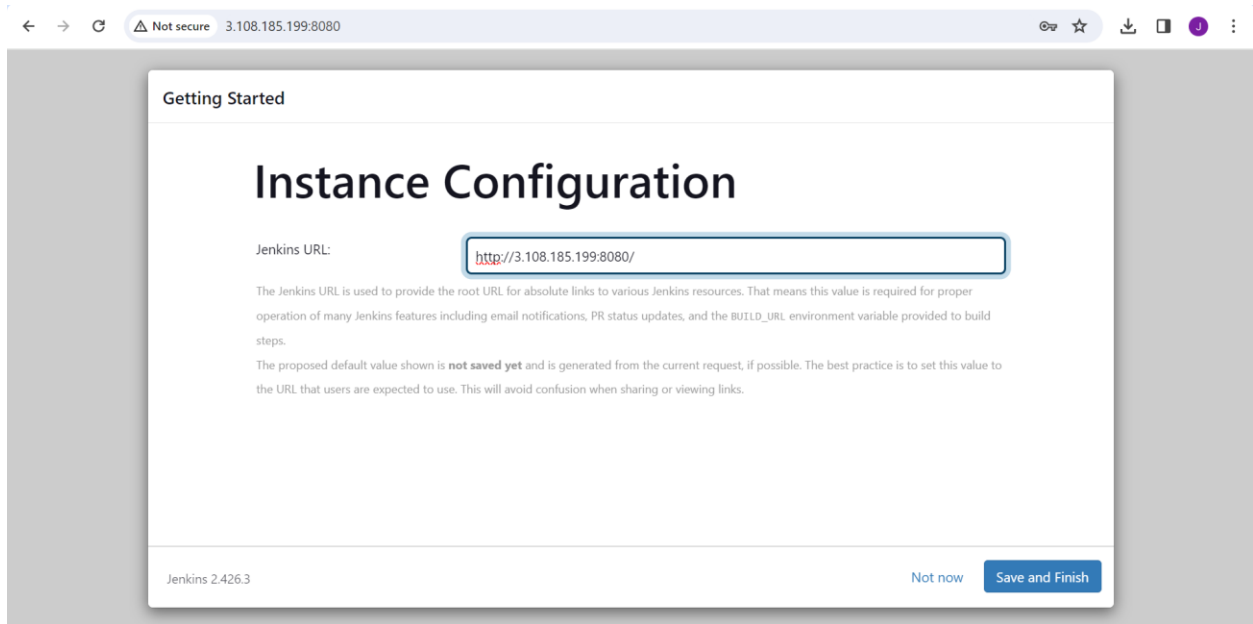 Not secure 3.108.185.199:8080
J
Getting Started
Instance Configuration
Jenkins URL:
http://3.108.185.199:8080/
The Jenkins URL is used to provide the root URL for absolute links to various Jenkins resources. That means this value is required for proper
operation of many Jenkins features including email notifications, PR status updates, and the BUILD_URL environment variable provided to build
steps.
The proposed default value shown is not saved yet and is generated from the current request, if possible. The best practice is to set this value to
the URL that users are expected to use. This will avoid confusion when sharing or viewing links.
Jenkins 2.426.3
Not now
Save and Finish